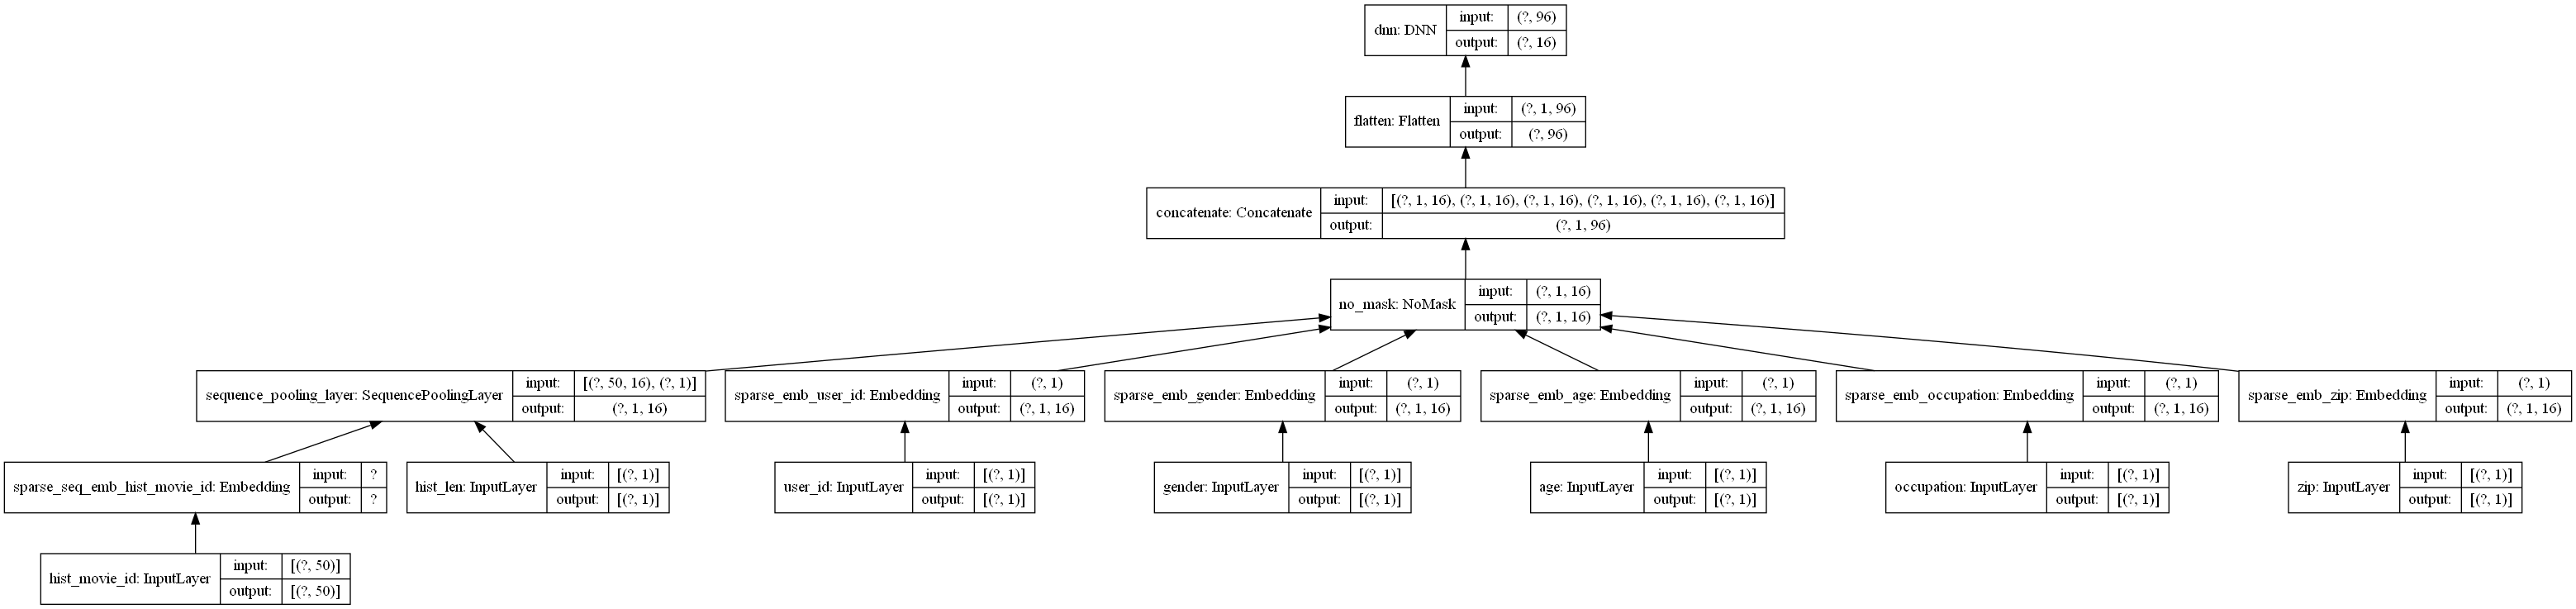 dnn: DNN
input: (?, 96)
output: (?, 16)
flatten: Flatten
input: (?, 1, 96)
output: (?, 96)
concatenate: Concatenate
input: [(?, 1, 16), (?, 1, 16), (?, 1, 16), (?, 1, 16), (?, 1, 16), (?, 1, 16)]
output: (?, 1, 96)
no_mask: NoMask
input: (?, 1, 16)
output: (?, 1, 16)
sequence_pooling_layer: SequencePoolingLayer
input: [(?, 50, 16), (?, 1)]
output: (?, 1, 16)
sparse_emb_user_id: Embedding
input: (?, 1)
output: (?, 1, 16)
sparse_emb_gender: Embedding
input: (?, 1)
output: (?, 1, 16)
sparse_emb_age: Embedding
input: (?, 1)
output: (?, 1, 16)
sparse_emb_occupation: Embedding
input: (?, 1)
output: (?, 1, 16)
sparse_emb_zip: Embedding
input: (?, 1)
output: (?, 1, 16)
sparse_seq_emb_hist_movie_id: Embedding
input: ?
output: ?
hist_len: InputLayer
input: [(?, 1)]
output: [(?, 1)]
user_id: InputLayer
input: [(?, 1)]
output: [(?, 1)]
gender: InputLayer
input: [(?, 1)]
output: [(?, 1)]
age: InputLayer
input: [(?, 1)]
output: [(?, 1)]
occupation: InputLayer
input: [(?, 1)]
output: [(?, 1)]
zip: InputLayer
input: [(?, 1)]
output: [(?, 1)]
hist_movie_id: InputLayer
input: [(?, 50)]
output: [(?, 50)]